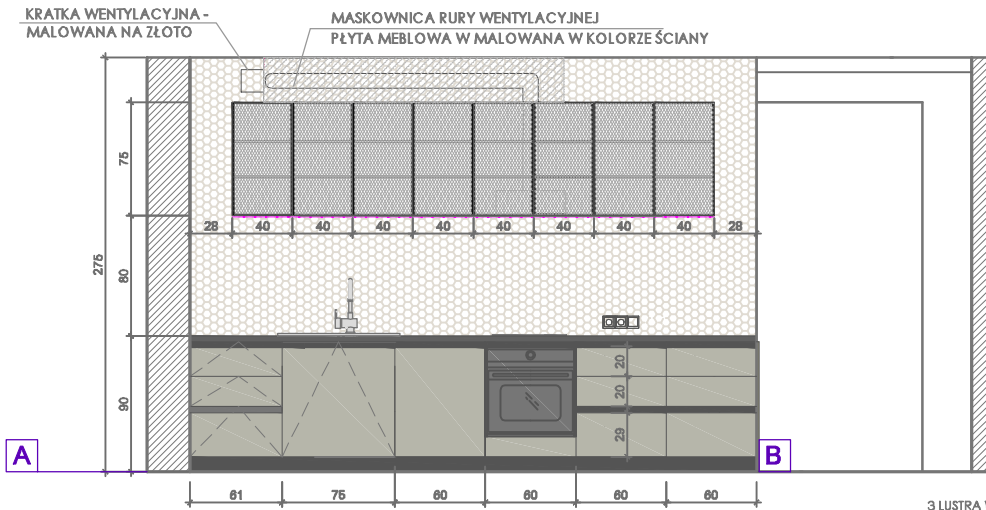 KRATKA WENTYLACYJNA -
MALOWANA NA ZŁOTO
MASKOWNICA RURY WENTYLACYJNEJ
PŁYTA MEBLOWA W MALOWANA W KOLORZE ŚCIANY
75
28 40 40 40 40 40 40 40 40 28
275
80
20
20
90
29
A
B
61 75 60 60 60 60
3 LUSTRA